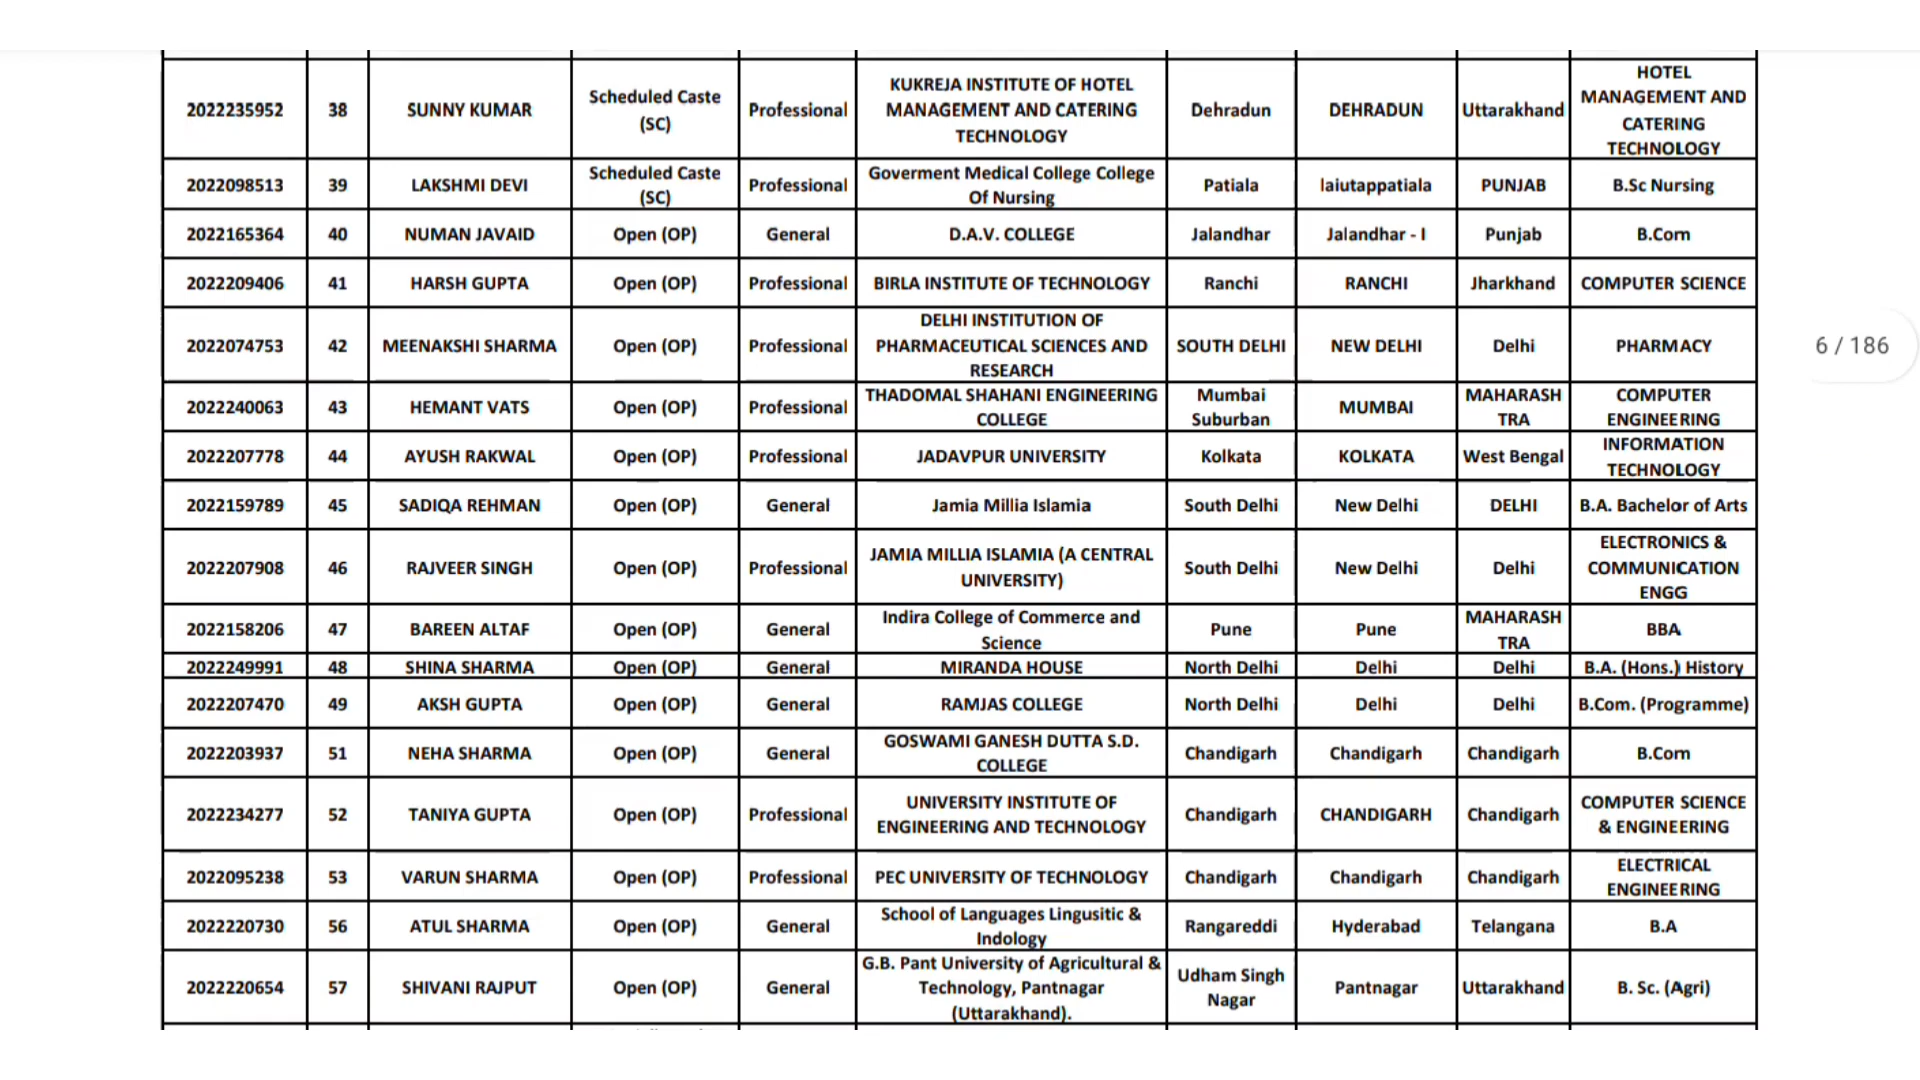 2022235952 38 SUNNY KUMAR Scheduled Caste (SC) Professional KUKREJA INSTITUTE OF HOTEL MANAGEMENT AND CATERING TECHNOLOGY Dehradun DEHRADUN Uttarakhand HOTEL MANAGEMENT AND CATERING TECHNOLOGY
2022098513 39 LAKSHMI DEVI Scheduled Caste (SC) Professional Goverment Medical College College Of Nursing Patiala laiutappatiala PUNJAB B.Sc Nursing
2022165364 40 NUMAN JAVAID Open (OP) General D.A.V. COLLEGE Jalandhar Jalandhar - I Punjab B.Com
2022209406 41 HARSH GUPTA Open (OP) Professional BIRLA INSTITUTE OF TECHNOLOGY Ranchi RANCHI Jharkhand COMPUTER SCIENCE
2022074753 42 MEENAKSHI SHARMA Open (OP) Professional DELHI INSTITUTION OF PHARMACEUTICAL SCIENCES AND RESEARCH SOUTH DELHI NEW DELHI Delhi PHARMACY
6 / 186
2022240063 43 HEMANT VATS Open (OP) Professional THADOMAL SHAHANI ENGINEERING COLLEGE Mumbai Suburban MUMBAI MAHARASH TRA COMPUTER ENGINEERING
2022207778 44 AYUSH RAKWAL Open (OP) Professional JADAVPUR UNIVERSITY Kolkata KOLKATA West Bengal INFORMATION TECHNOLOGY
2022159789 45 SADIQA REHMAN Open (OP) General Jamia Millia Islamia South Delhi New Delhi DELHI B.A. Bachelor of Arts
2022207908 46 RAJVEER SINGH Open (OP) Professional JAMIA MILLIA ISLAMIA (A CENTRAL UNIVERSITY) South Delhi New Delhi Delhi ELECTRONICS & COMMUNICATION ENGG
2022158206 47 BAREEN ALTAF Open (OP) General Indira College of Commerce and Science Pune Pune MAHARASH TRA BBA
2022249991 48 SHINA SHARMA Open (OP) General MIRANDA HOUSE North Delhi Delhi Delhi B.A. (Hons.) History
2022207470 49 AKSH GUPTA Open (OP) General RAMJAS COLLEGE North Delhi Delhi Delhi B.Com. (Programme)
2022203937 51 NEHA SHARMA Open (OP) General GOSWAMI GANESH DUTTA S.D. COLLEGE Chandigarh Chandigarh Chandigarh B.Com
2022234277 52 TANIYA GUPTA Open (OP) Professional UNIVERSITY INSTITUTE OF ENGINEERING AND TECHNOLOGY Chandigarh CHANDIGARH Chandigarh COMPUTER SCIENCE & ENGINEERING
2022095238 53 VARUN SHARMA Open (OP) Professional PEC UNIVERSITY OF TECHNOLOGY Chandigarh Chandigarh Chandigarh ELECTRICAL ENGINEERING
2022220730 56 ATUL SHARMA Open (OP) General School of Languages Lingusitic & Indology Rangareddi Hyderabad Telangana B.A
2022220654 57 SHIVANI RAJPUT Open (OP) General G.B. Pant University of Agricultural & Technology, Pantnagar (Uttarakhand). Udham Singh Nagar Pantnagar Uttarakhand B. Sc. (Agri)